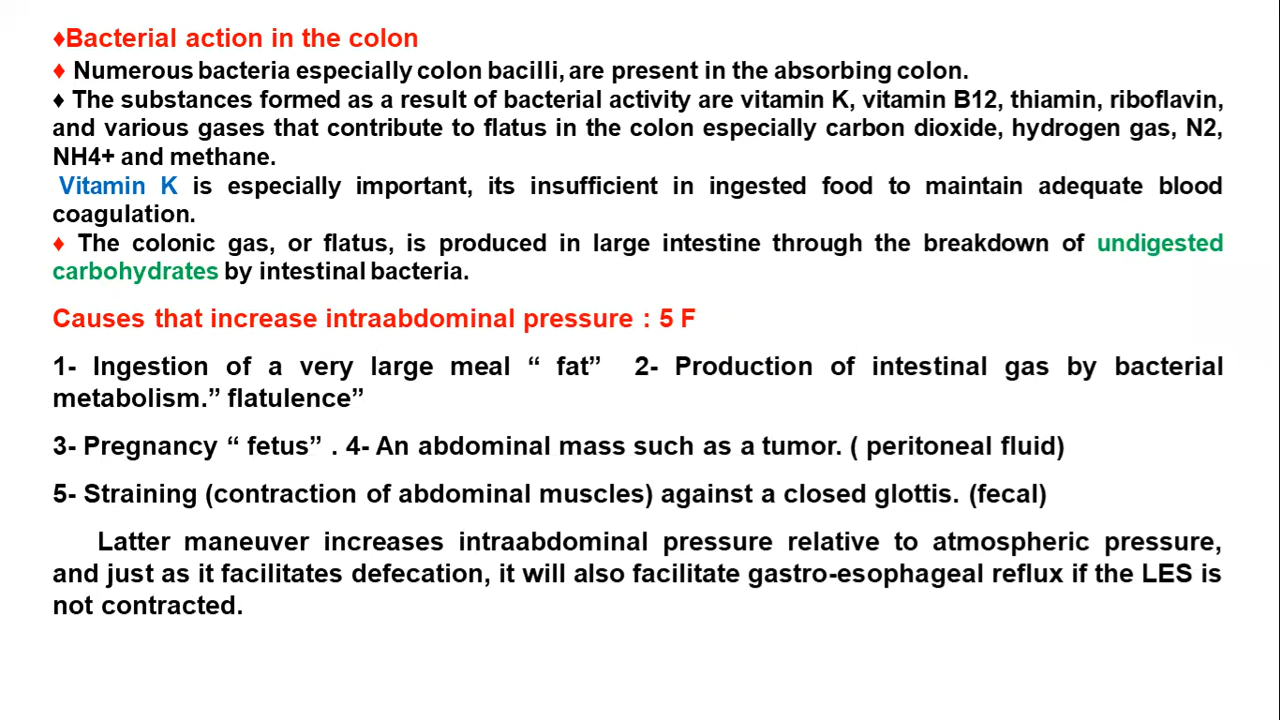 ♦Bacterial action in the colon
♦ Numerous bacteria especially colon bacilli, are present in the absorbing colon.
♦ The substances formed as a result of bacterial activity are vitamin K, vitamin B12, thiamin, riboflavin,
and various gases that contribute to flatus in the colon especially carbon dioxide, hydrogen gas, N2,
NH4+ and methane.
Vitamin K is especially important, its insufficient in ingested food to maintain adequate blood
coagulation.
♦ The colonic gas, or flatus, is produced in large intestine through the breakdown of undigested
carbohydrates by intestinal bacteria.
Causes that increase intraabdominal pressure : 5 F
1- Ingestion of a very large meal “ fat” 2- Production of intestinal gas by bacterial
metabolism.” flatulence”
3- Pregnancy “ fetus” . 4- An abdominal mass such as a tumor. ( peritoneal fluid)
5- Straining (contraction of abdominal muscles) against a closed glottis. (fecal)
Latter maneuver increases intraabdominal pressure relative to atmospheric pressure,
and just as it facilitates defecation, it will also facilitate gastro-esophageal reflux if the LES is
not contracted.